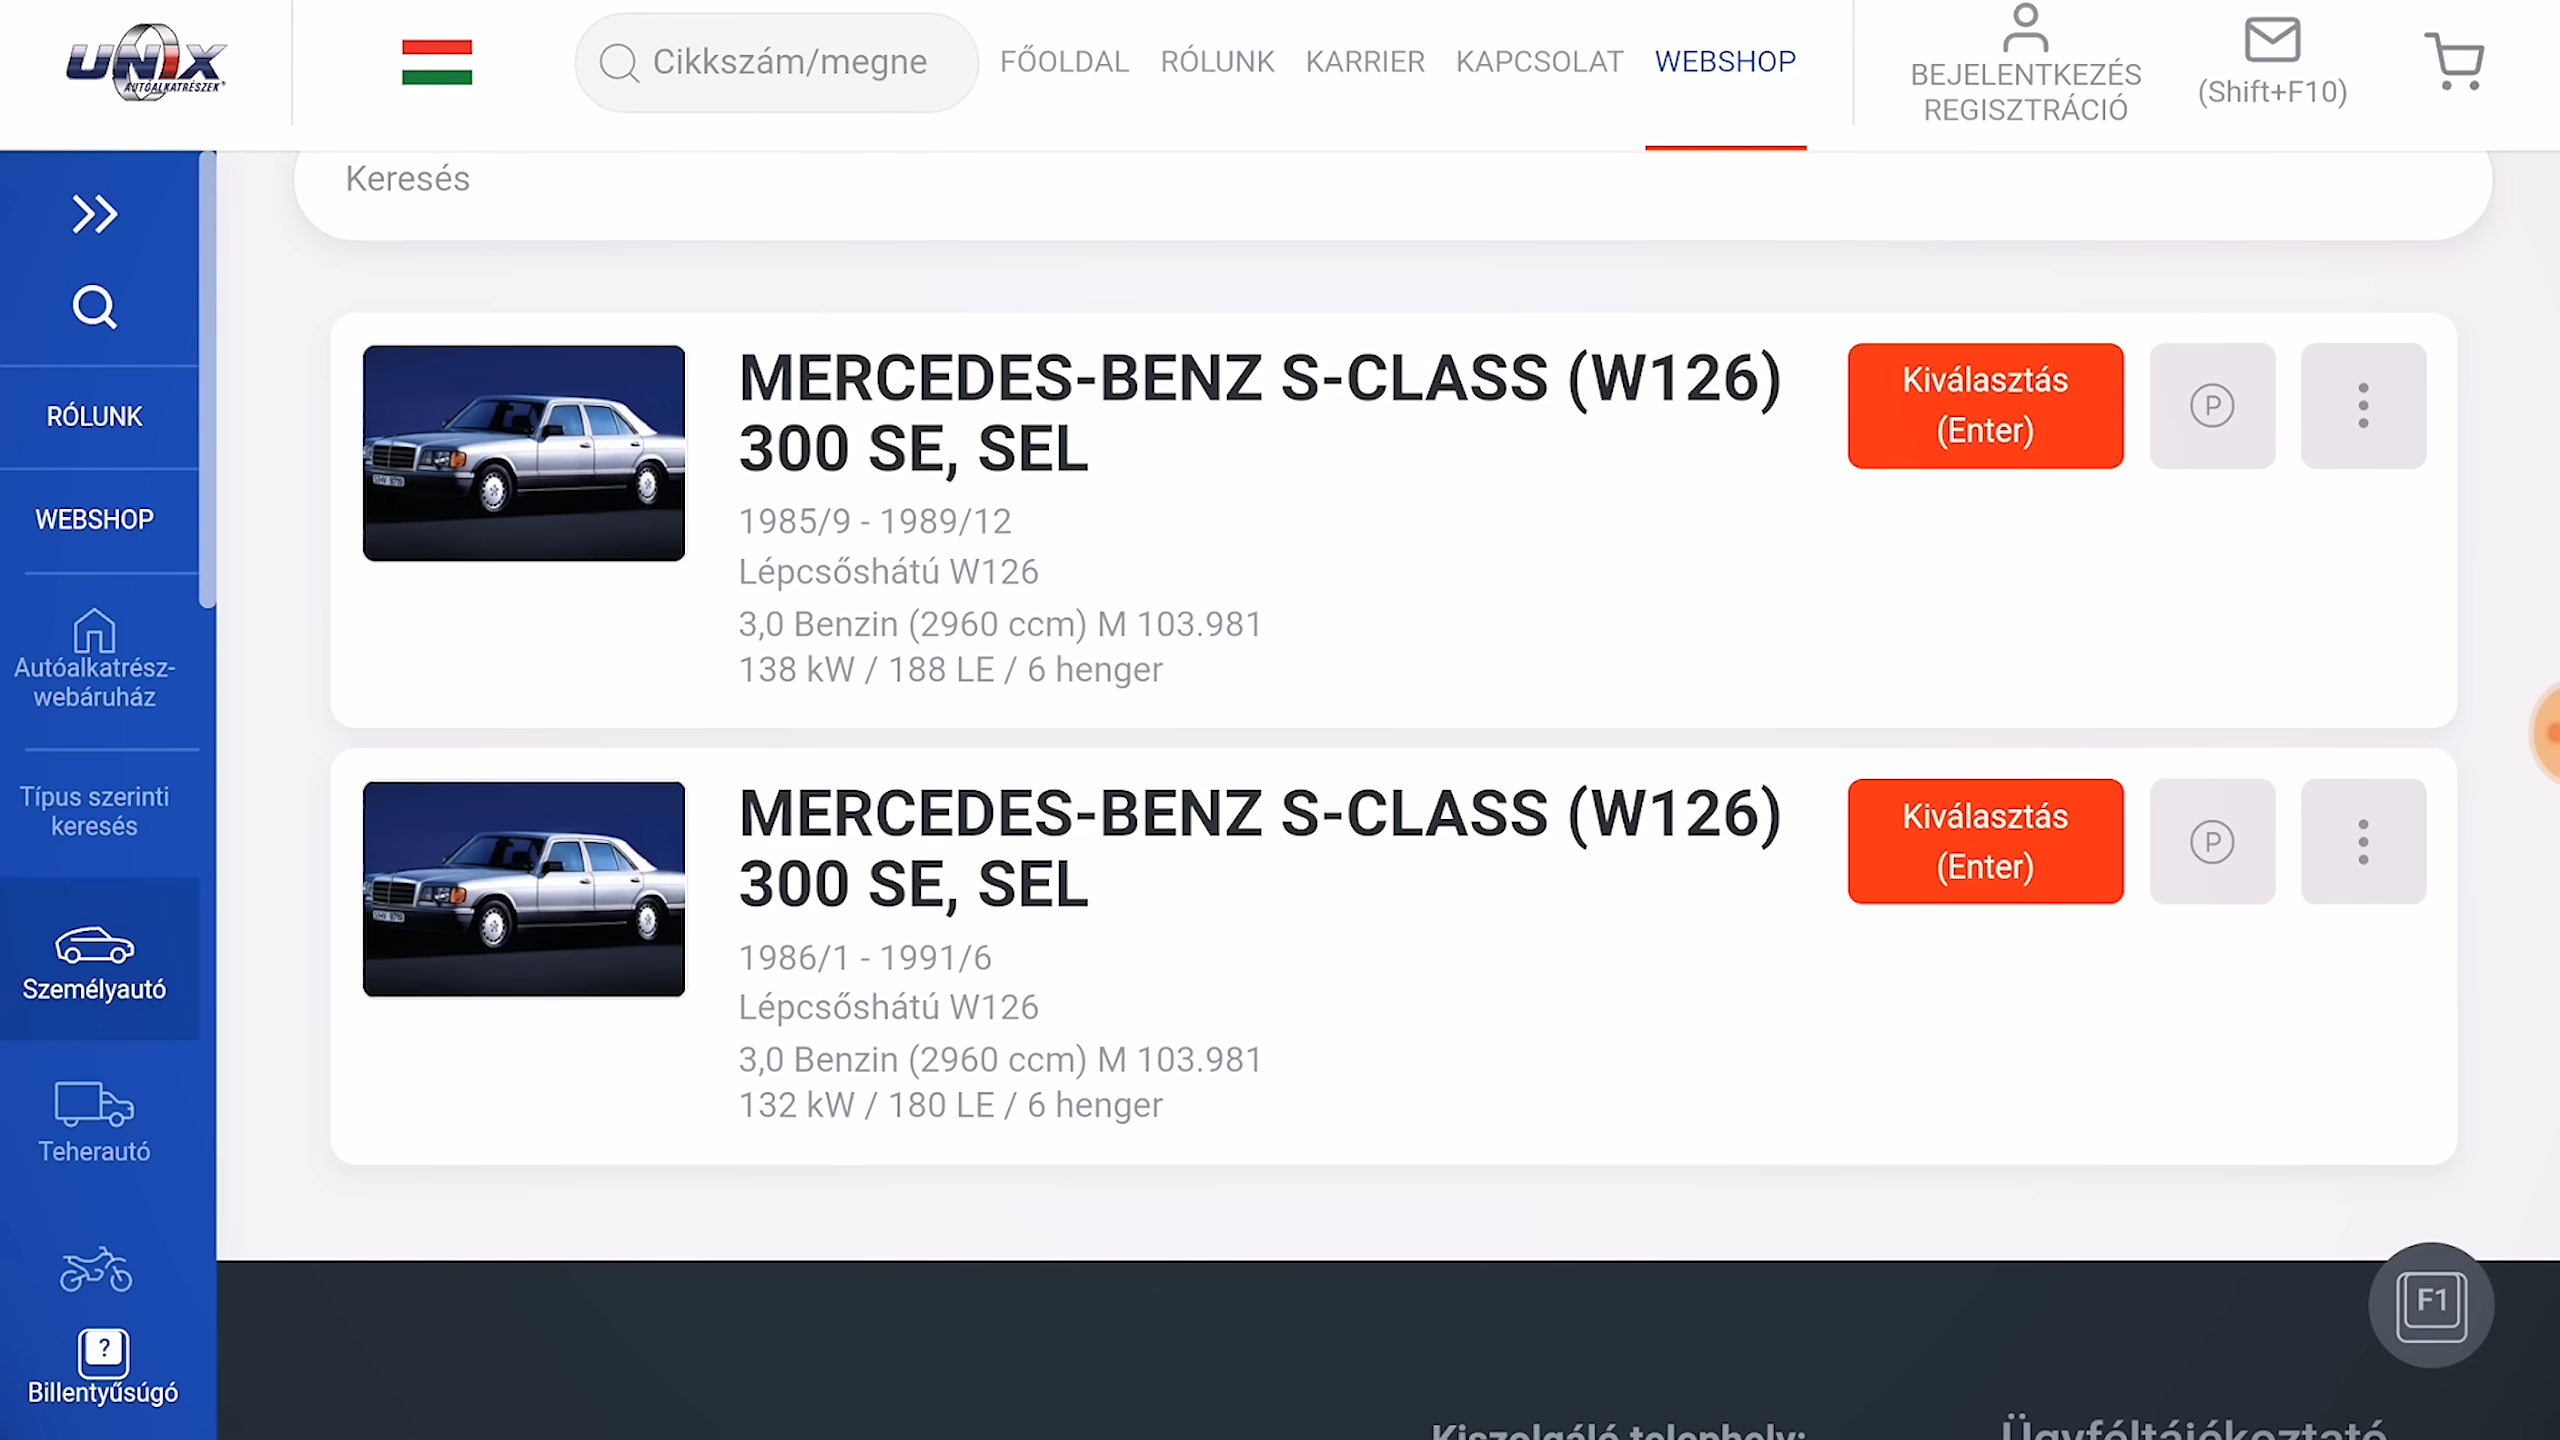 UNIX
AUTÓALKATRÉSZEK
Cikkszám/megne
FŐOLDAL
RÓLUNK
KARRIER
KAPCSOLAT
WEBSHOP
BEJELENTKEZÉS
REGISZTRÁCIÓ
(Shift+F10)
Keresés
RÓLUNK
WEBSHOP
Autóalkatrész-
webáruház
Típus szerinti
keresés
Személyautó
Teherautó
?
Billentyűsúgó
MERCEDES-BENZ S-CLASS (W126)
300 SE, SEL
1985/9 - 1989/12
Lépcsőshátú W126
3,0 Benzin (2960 ccm) M 103.981
138 kW / 188 LE / 6 henger
Kiválasztás
(Enter)
P
MERCEDES-BENZ S-CLASS (W126)
300 SE, SEL
1986/1 - 1991/6
Lépcsőshátú W126
3,0 Benzin (2960 ccm) M 103.981
132 kW / 180 LE / 6 henger
Kiválasztás
(Enter)
P
F1
Kiszolgáló telephely:
Ügyféltájékoztató